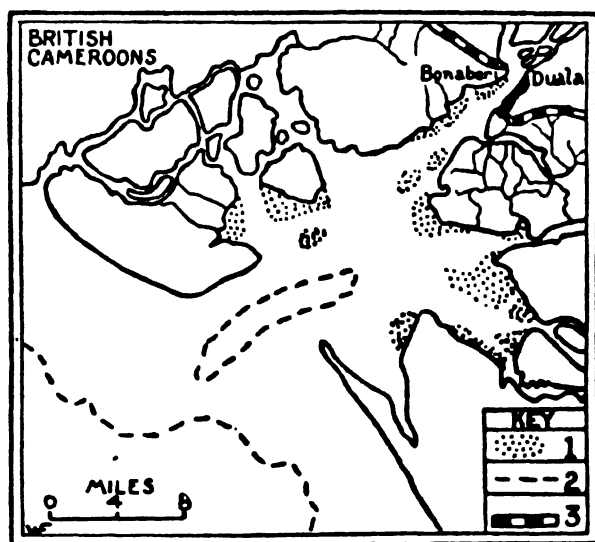 BRITISH
CAMEROONS
Bonaberi
Duala
KEY
1
2
3
MILES
0 4 8